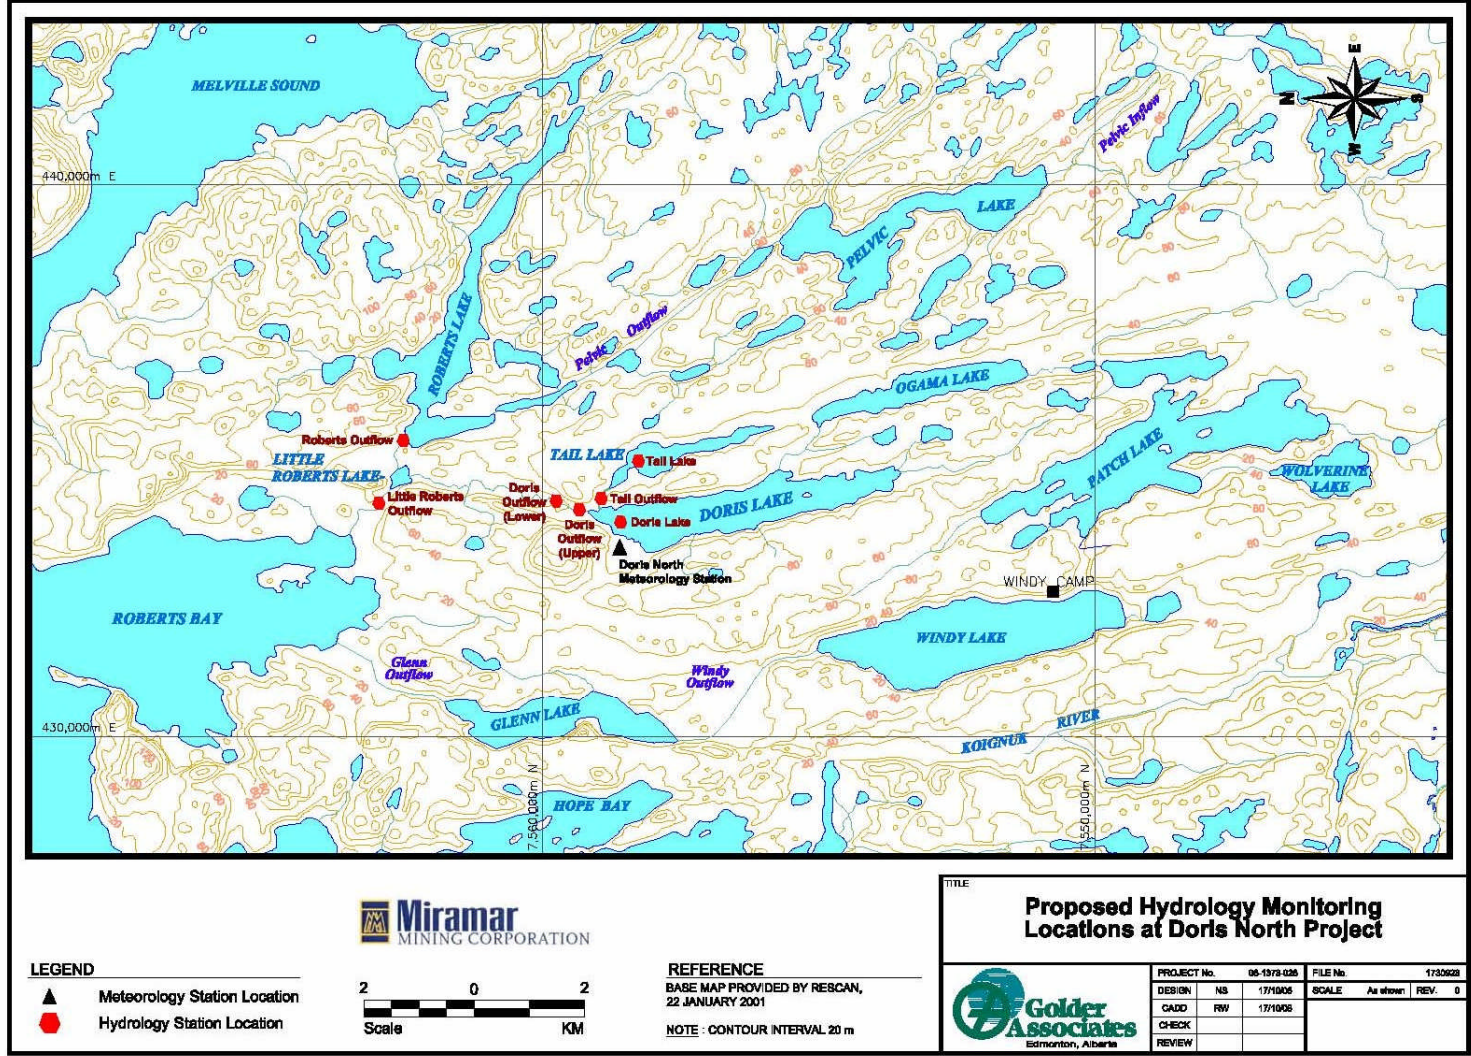 MELVILLE SOUND
E
N
S
W
Pelvic Inflow
440,000m E
LAKE
PELVIC
ROBERTS LAKE
Pelvic Outflow
OGAMA LAKE
Roberts Outflow
LITTLE
ROBERTS LAKE
TAIL LAKE
Tail Lake
PATCH LAKE
WOLVERINE
LAKE
Little Roberts
Outflow
Doris
Outflow
(Lower)
Tail Outflow
DORIS LAKE
Doris
Outflow
(Upper)
Doris Lake
Doris North
Meteorology Station
WINDY CAMP
ROBERTS BAY
WINDY LAKE
Glenn
Outflow
Windy
Outflow
GLENN LAKE
430,000m E
KOIGNUK RIVER
HOPE BAY
7,560,000m N
7,550,000m N
LEGEND
Meteorology Station Location
Hydrology Station Location
Miramar
MINING CORPORATION
2 0 2
Scale KM
REFERENCE
BASE MAP PROVIDED BY RESCAN,
22 JANUARY 2001
NOTE : CONTOUR INTERVAL 20 m
TITLE
Proposed Hydrology Monitoring
Locations at Doris North Project
Golder
Associates
Edmonton, Alberta
PROJECT No. FILE No.
DESIGN NS SCALE As shown REV. 0
CADD RW
CHECK
REVIEW